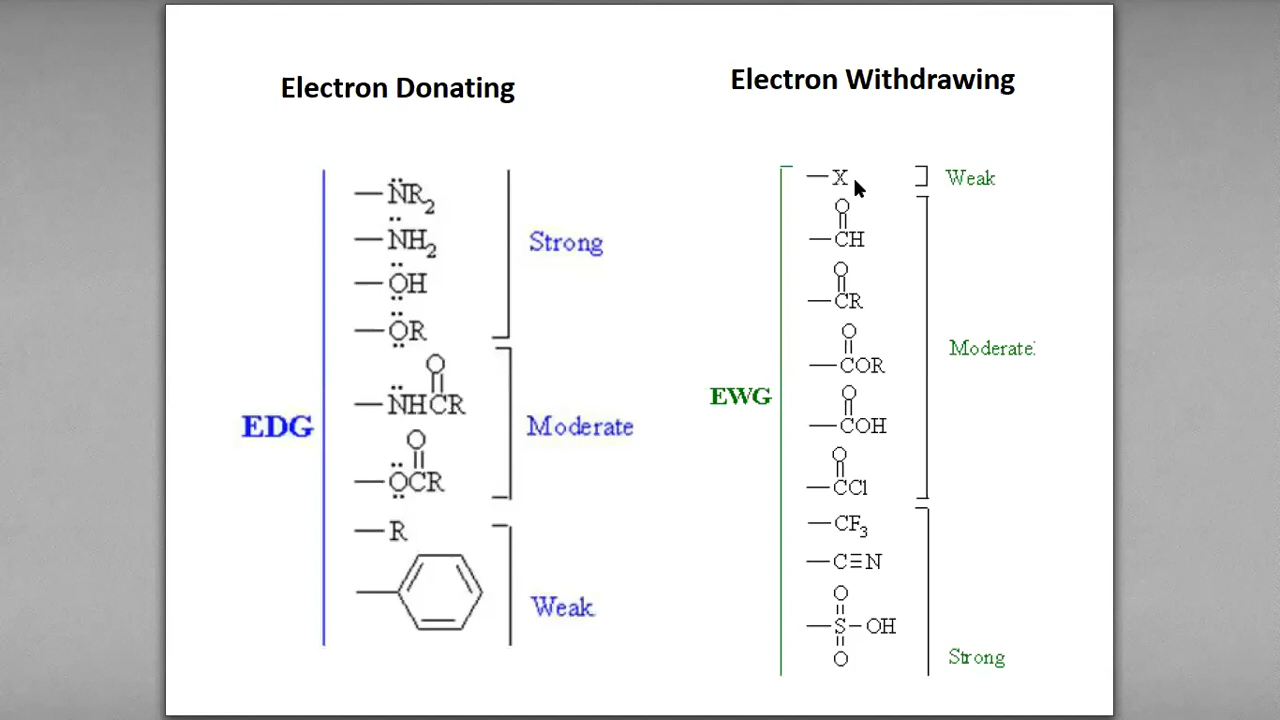 Electron Donating
Electron Withdrawing
EDG
NR2
NH2
OH
OR
Strong
O
NHCR
O
OCR
Moderate
R
Weak
EWG
X
Weak
O
CH
O
CR
O
COR
O
COH
O
CCl
Moderate
CF3
C≡N
O
S–OH
O
Strong